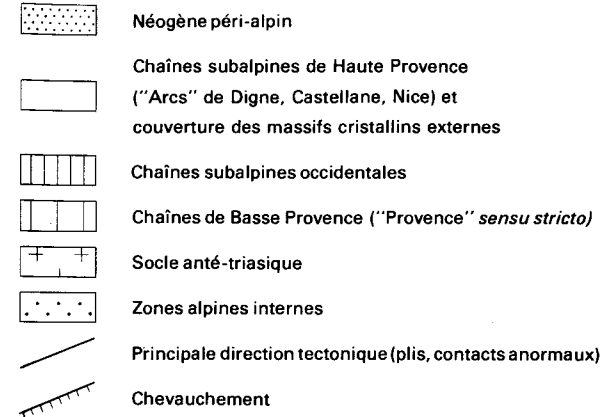 Néogène péri-alpin
Chaînes subalpines de Haute Provence
("Arcs" de Digne, Castellane, Nice) et
couverture des massifs cristallins externes
Chaînes subalpines occidentales
Chaînes de Basse Provence ("Provence" sensu stricto)
Socle anté-triasique
Zones alpines internes
Principale direction tectonique (plis, contacts anormaux)
Chevauchement